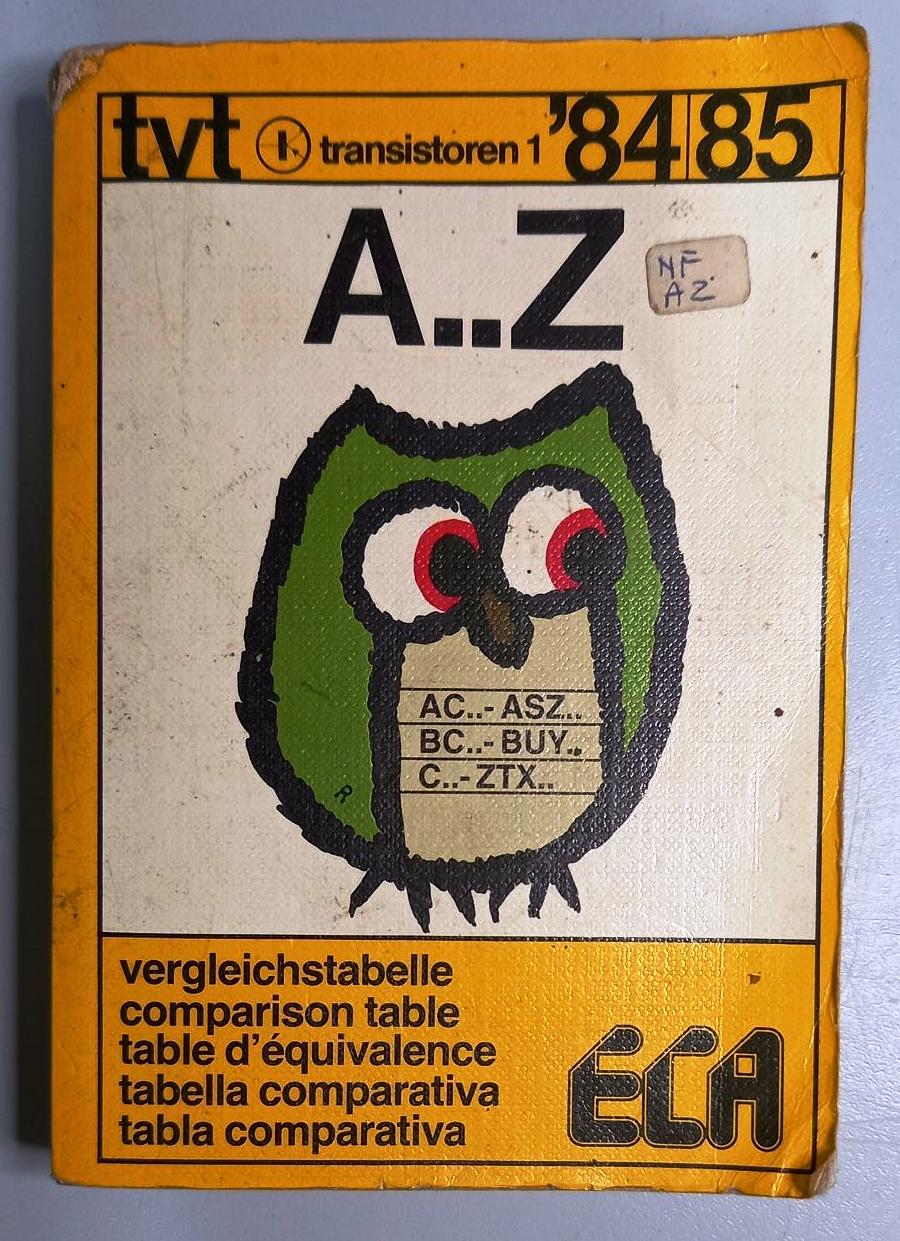 tvt transistoren 1 '84|85
A..Z
NF
AZ
AC..- ASZ..
BC..- BUY..
C..- ZTX..
R
vergleichstabelle
comparison table
table d'équivalence
tabella comparativa
tabla comparativa
ECA